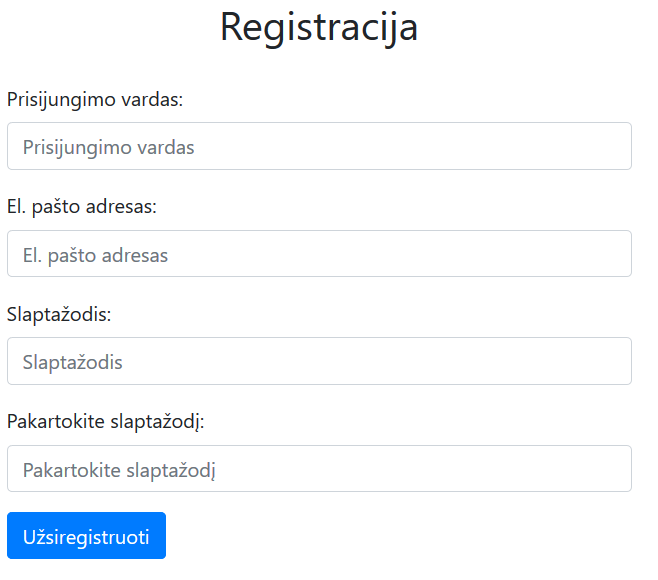 Registracija
Prisijungimo vardas:
Prisijungimo vardas
El. pašto adresas:
El. pašto adresas
Slaptažodis:
Slaptažodis
Pakartokite slaptažodį:
Pakartokite slaptažodį
Užsiregistruoti